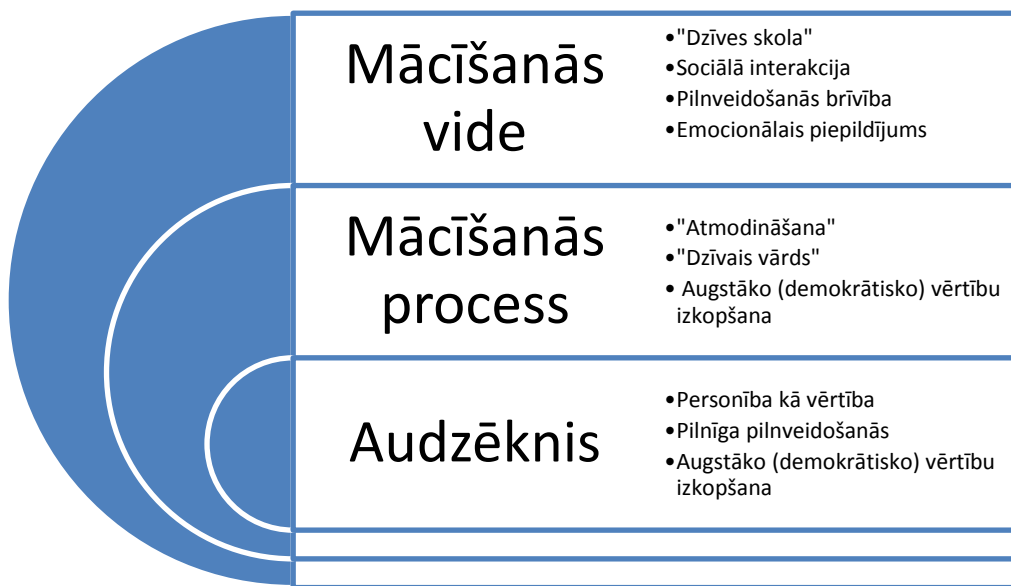 Mācīšanās
vide
•"Dzīves skola"
•Sociālā interakcija
•Pilnveidošanās brīvība
•Emocionālais piepildījums
Mācīšanās
process
•"Atmodināšana"
•"Dzīvais vārds"
• Augstāko (demokrātisko) vērtību
izkopšana
Audzēknis
•Personība kā vērtība
•Pilnīga pilnveidošanās
•Augstāko (demokrātisko) vērtību
izkopšana